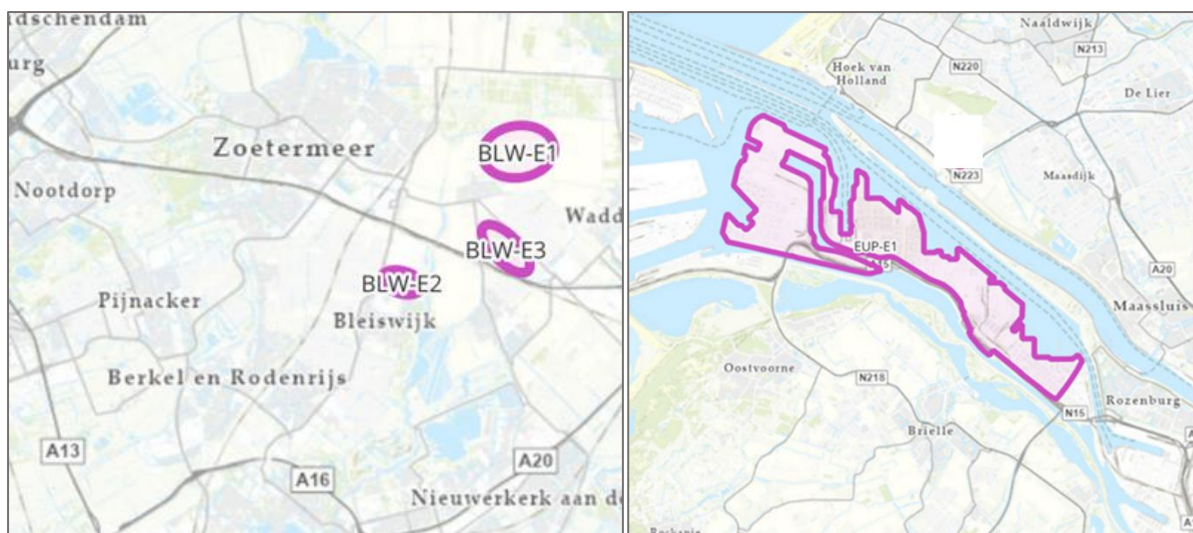 idschendam
urg
Zoetermeer
BLW-E1
Nootdorp
Wadd
BLW-E3
BLW-E2
Pijnacker
Bleiswijk
Berkel en Rodenrijs
A13
A16
A20
Nieuwerkerk aan de
Naaldwijk
N213
Hoek van
Holland
N220
De Lier
N223
Maasdijk
EUP-E1
A15
A20
Maassluis
Oostvoorne
N218
N15
Rozenburg
Brielle